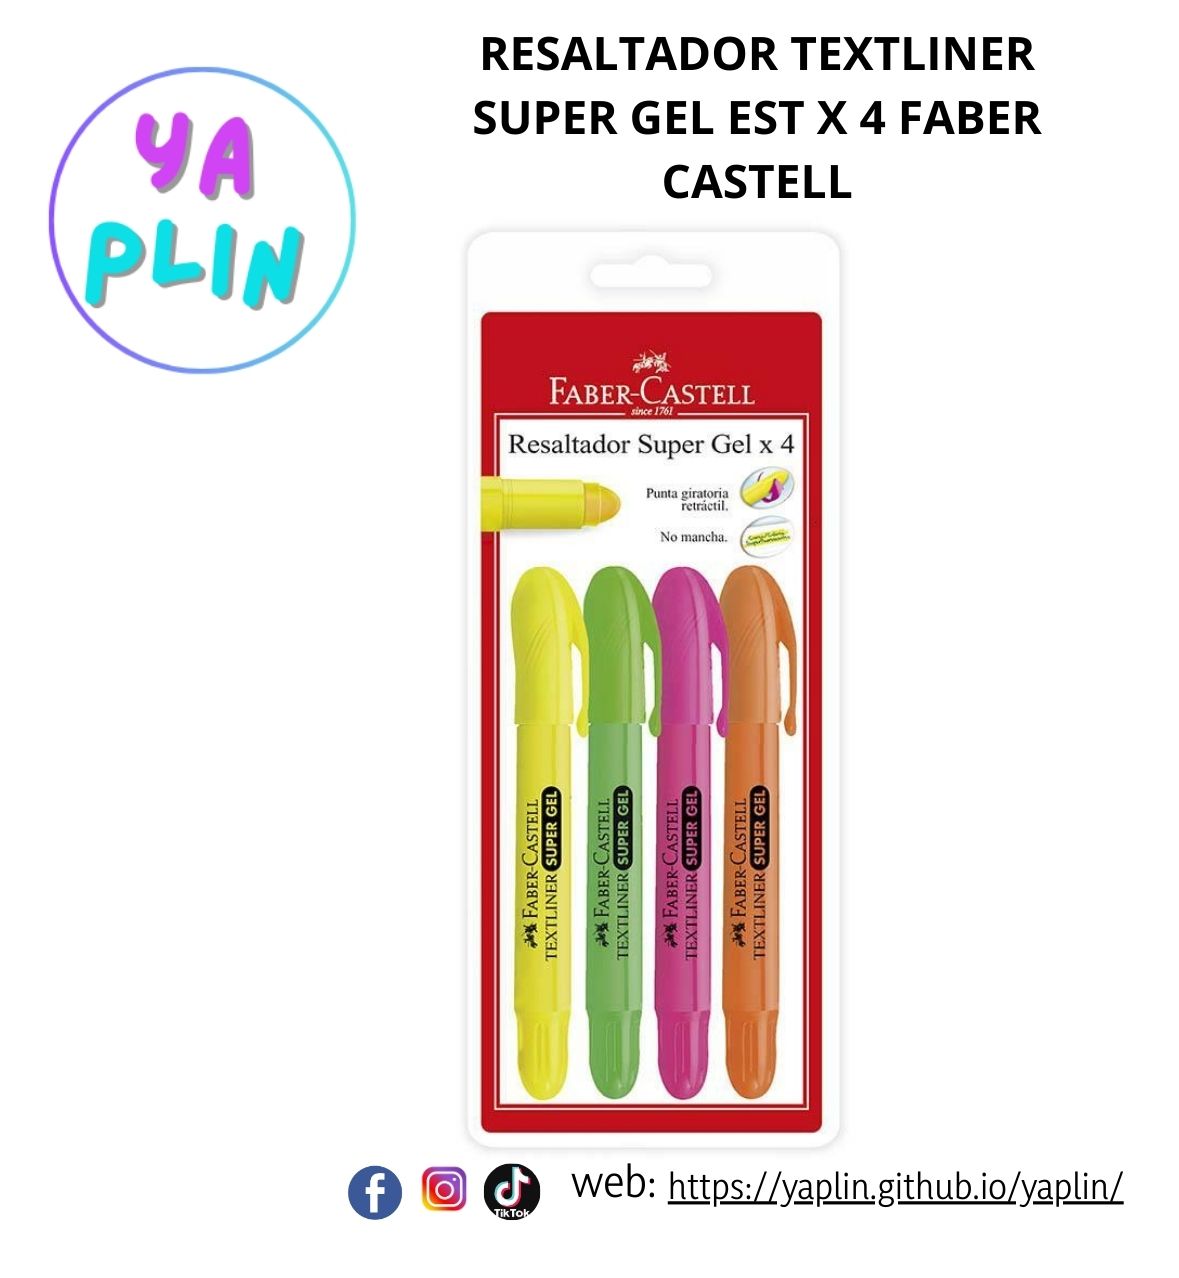 RESALTADOR TEXTLINER
SUPER GEL EST X 4 FABER
CASTELL
YA
PLIN
FABER-CASTELL
since 1761
Resaltador Super Gel x 4
Punta giratoria
retráctil.
No mancha.
FABER-CASTELL
TEXTLINER SUPER GEL
FABER-CASTELL
TEXTLINER SUPER GEL
FABER-CASTELL
TEXTLINER SUPER GEL
FABER-CASTELL
TEXTLINER SUPER GEL
TikTok
web: https://yaplin.github.io/yaplin/